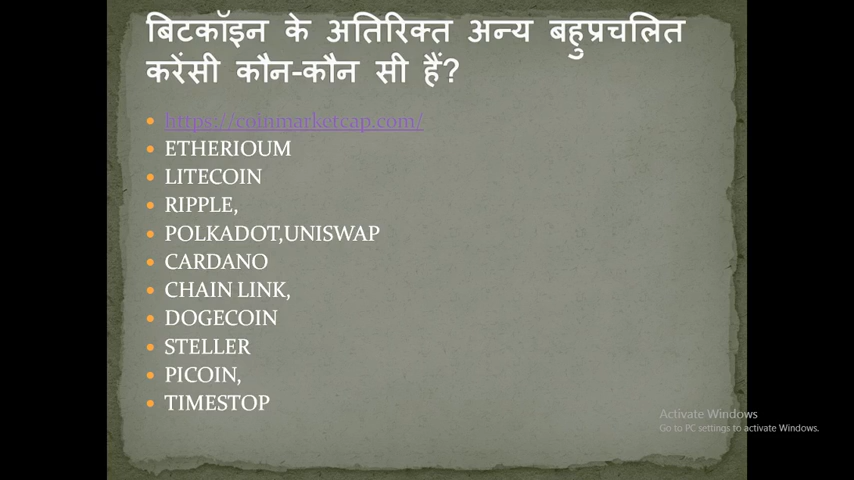 बिटकॉइन के अतिरिक्त अन्य बहुप्रचलित
करेंसी कौन-कौन सी हैं?
https://coinmarketcap.com/
ETHERIOUM
LITECOIN
RIPPLE,
POLKADOT,UNISWAP
CARDANO
CHAIN LINK,
DOGECOIN
STELLER
PICOIN,
TIMESTOP
Activate Windows
Go to PC settings to activate Windows.